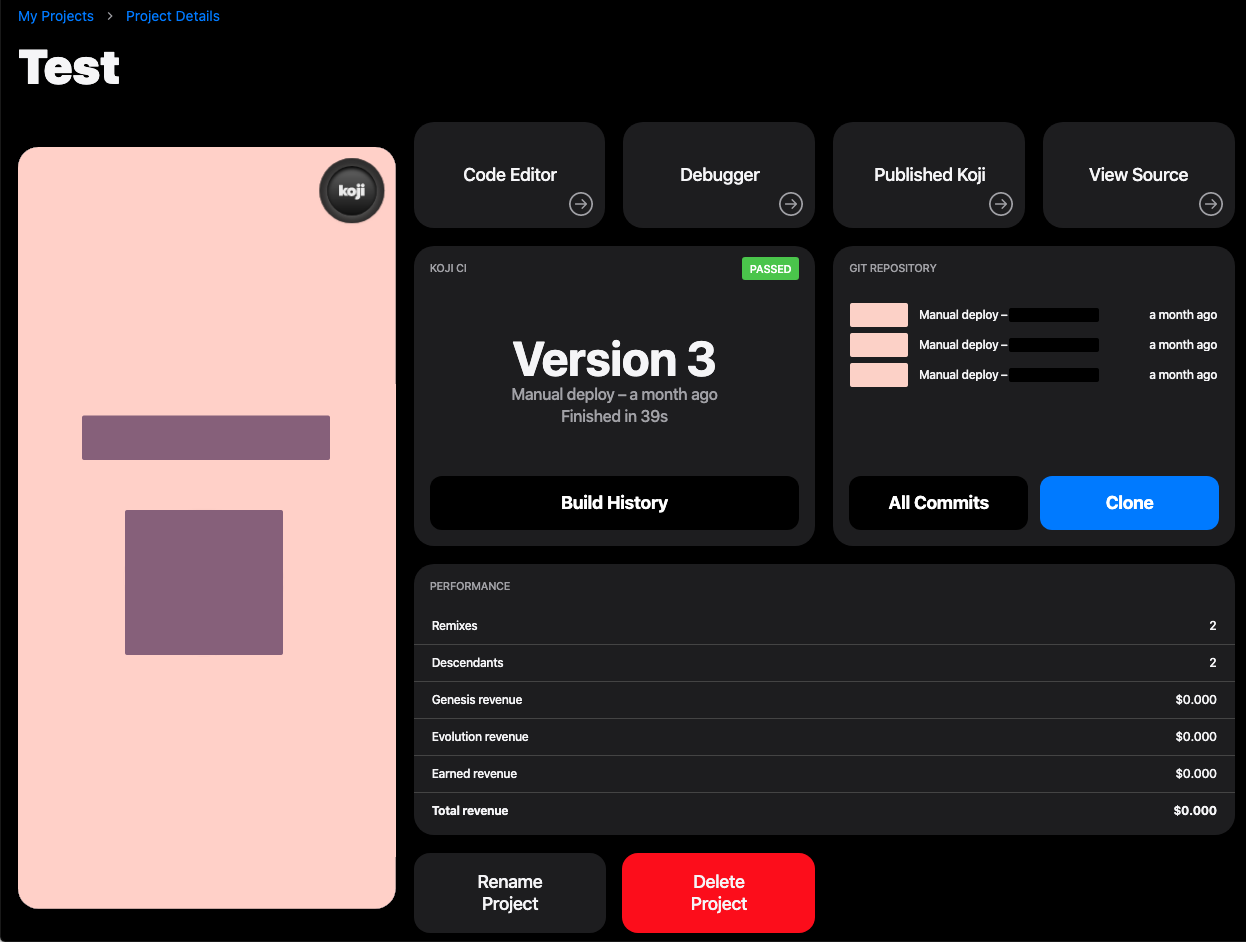 My Projects > Project Details
Test
koji
Code Editor
Debugger
Published Koji
View Source
KOJI CI
PASSED
Version 3
Manual deploy – a month ago
Finished in 39s
Build History
GIT REPOSITORY
Manual deploy – a month ago
Manual deploy – a month ago
Manual deploy – a month ago
All Commits
Clone
PERFORMANCE
Remixes 2
Descendants 2
Genesis revenue $0.000
Evolution revenue $0.000
Earned revenue $0.000
Total revenue $0.000
Rename
Project
Delete
Project